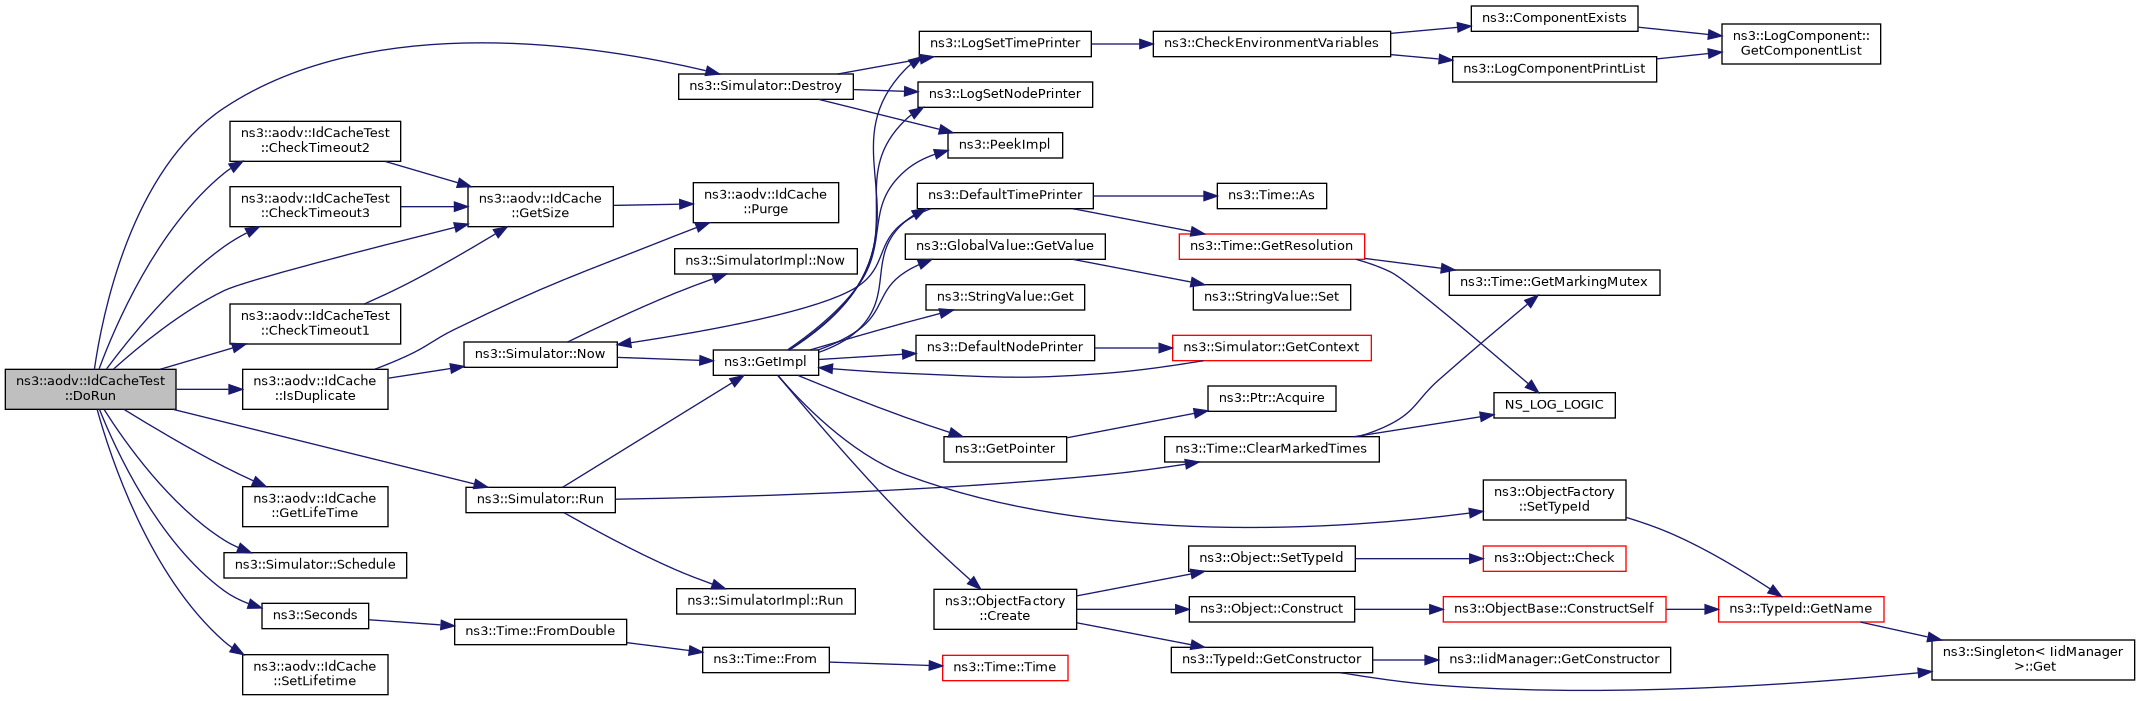 ns3::aodv::IdCacheTest
::DoRun
ns3::aodv::IdCacheTest
::CheckTimeout2
ns3::aodv::IdCacheTest
::CheckTimeout3
ns3::aodv::IdCacheTest
::CheckTimeout1
ns3::aodv::IdCache
::IsDuplicate
ns3::aodv::IdCache
::GetLifeTime
ns3::Simulator::Schedule
ns3::Seconds
ns3::aodv::IdCache
::SetLifetime
ns3::aodv::IdCache
::GetSize
ns3::Simulator::Now
ns3::Simulator::Run
ns3::Time::FromDouble
ns3::Simulator::Destroy
ns3::aodv::IdCache
::Purge
ns3::SimulatorImpl::Now
ns3::GetImpl
ns3::SimulatorImpl::Run
ns3::Time::From
ns3::LogSetTimePrinter
ns3::LogSetNodePrinter
ns3::PeekImpl
ns3::DefaultTimePrinter
ns3::GlobalValue::GetValue
ns3::StringValue::Get
ns3::DefaultNodePrinter
ns3::GetPointer
ns3::ObjectFactory
::Create
ns3::Time::Time
ns3::CheckEnvironmentVariables
ns3::Time::As
ns3::Time::GetResolution
ns3::StringValue::Set
ns3::Simulator::GetContext
ns3::Ptr::Acquire
ns3::Time::ClearMarkedTimes
ns3::Object::SetTypeId
ns3::Object::Construct
ns3::TypeId::GetConstructor
ns3::ComponentExists
ns3::LogComponentPrintList
ns3::Time::GetMarkingMutex
NS_LOG_LOGIC
ns3::ObjectFactory
::SetTypeId
ns3::Object::Check
ns3::ObjectBase::ConstructSelf
ns3::IidManager::GetConstructor
ns3::LogComponent::
GetComponentList
ns3::TypeId::GetName
ns3::Singleton< IidManager
>::Get